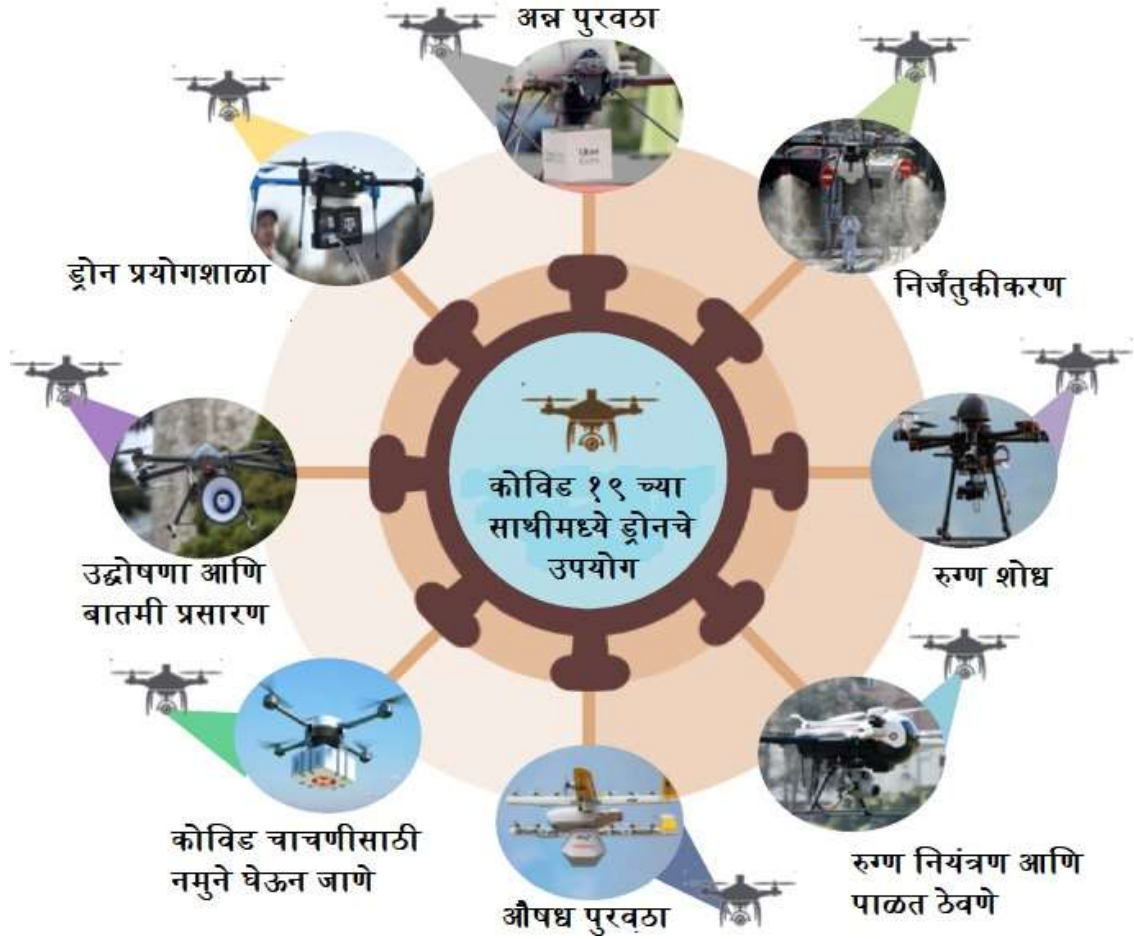 अन्न पुरवठा
निर्जंतुकीकरण
रुग्ण शोध
रुग्ण नियंत्रण आणि
पाळत ठेवणे
औषध पुरवठा
कोविड चाचणीसाठी
नमुने घेऊन जाणे
उद्घोषणा आणि
बातमी प्रसारण
ड्रोन प्रयोगशाळा
कोविड १९ च्या
साथीमध्ये ड्रोनचे
उपयोग